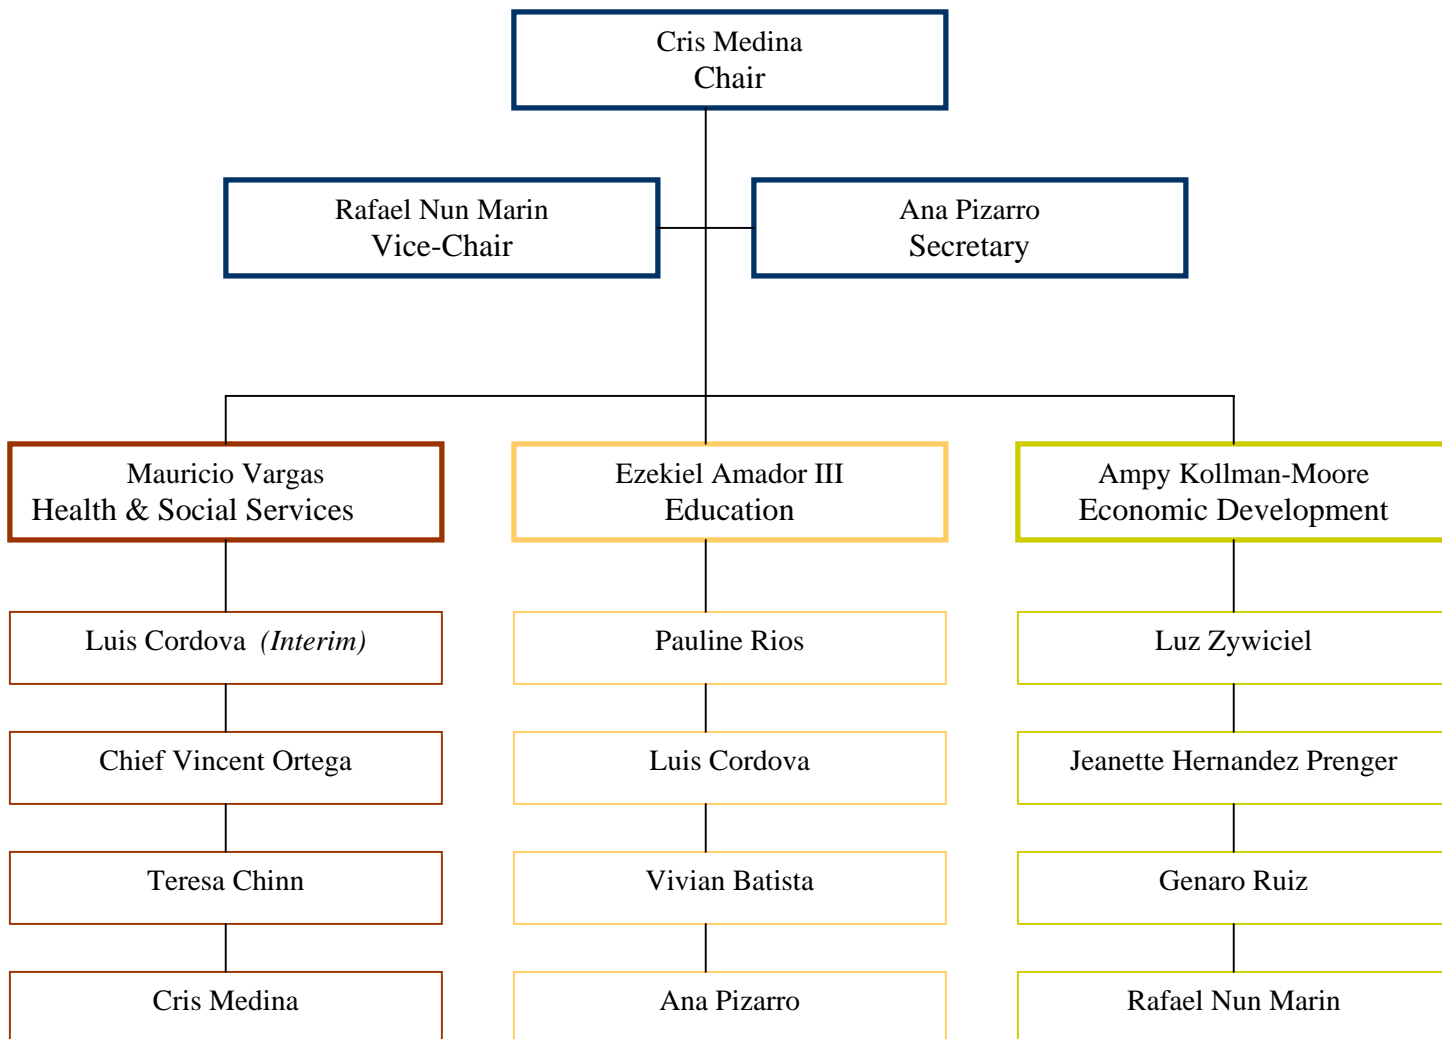 Cris Medina
Chair
Rafael Nun Marin
Vice-Chair
Ana Pizarro
Secretary
Mauricio Vargas
Health & Social Services
Ezekiel Amador III
Education
Ampy Kollman-Moore
Economic Development
Luis Cordova (Interim)
Pauline Rios
Luz Zywiciel
Chief Vincent Ortega
Luis Cordova
Jeanette Hernandez Prenger
Teresa Chinn
Vivian Batista
Genaro Ruiz
Cris Medina
Ana Pizarro
Rafael Nun Marin